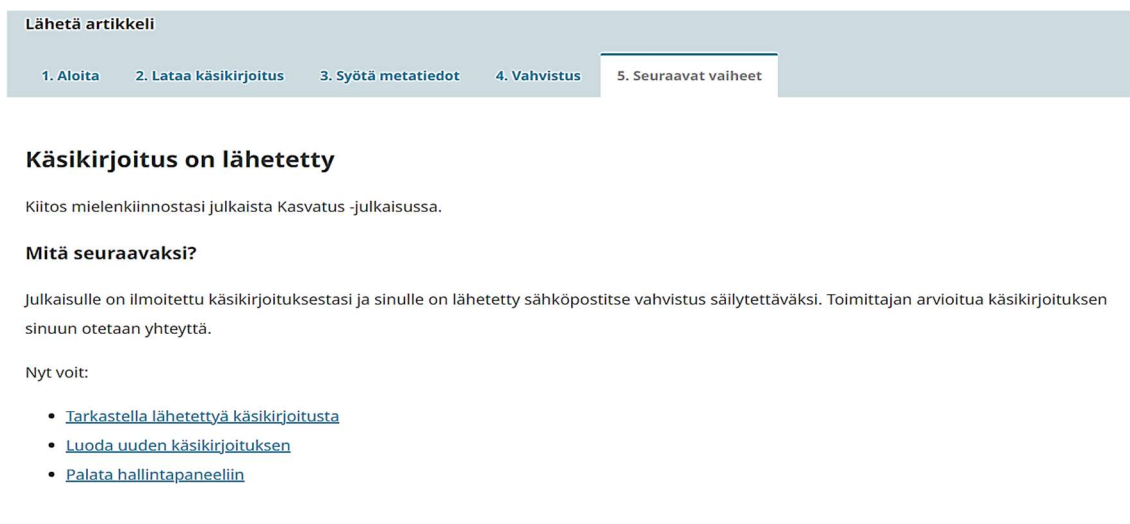 Lähetä artikkeli
1. Aloita 2. Lataa käsikirjoitus 3. Syötä metatiedot 4. Vahvistus 5. Seuraavat vaiheet
Käsikirjoitus on lähetetty
Kiitos mielenkiinnostasi julkaista Kasvatus -julkaisussa.
Mitä seuraavaksi?
Julkaisulle on ilmoitettu käsikirjoituksestasi ja sinulle on lähetetty sähköpostitse vahvistus säilytettäväksi. Toimittajan arvioitua käsikirjoituksen
sinuun otetaan yhteyttä.
Nyt voit:
• Tarkastella lähetettyä käsikirjoitusta
• Luoda uuden käsikirjoituksen
• Palata hallintapaneeliin